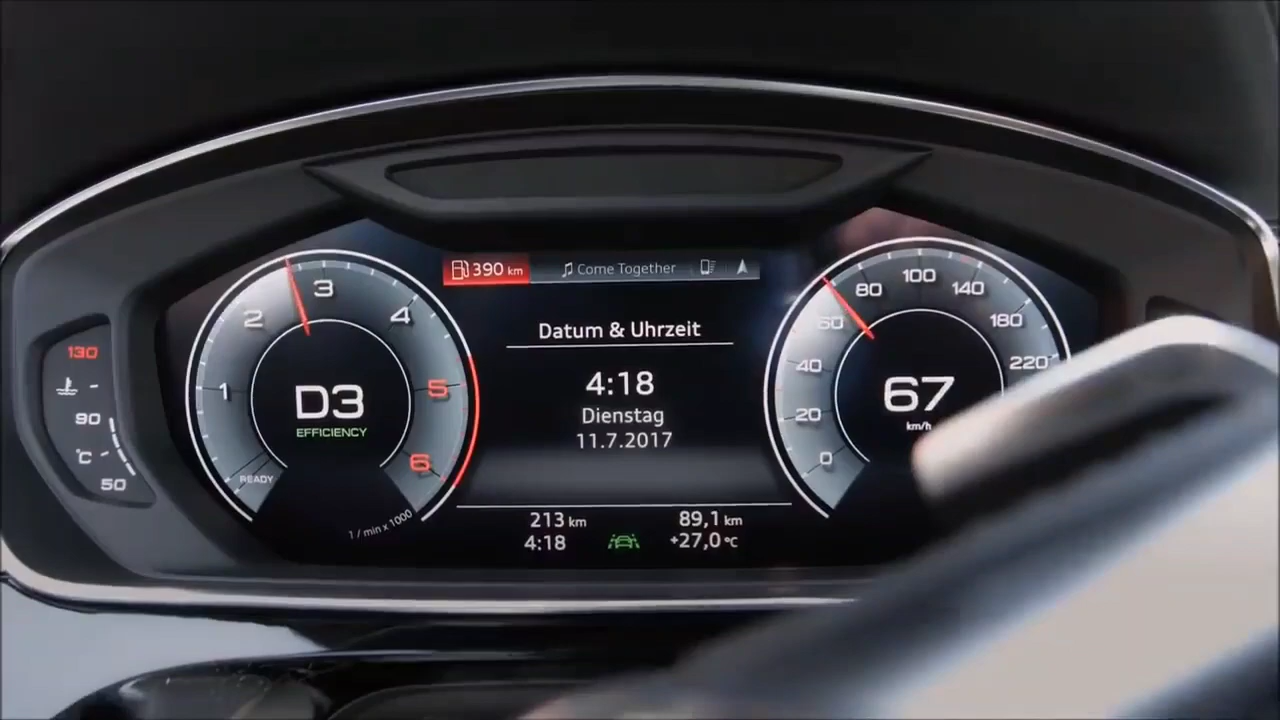 390 km
Come Together
130
90
°C
50
1
2
3
4
5
6
READY
1 / min x 1000
D3
EFFICIENCY
Datum & Uhrzeit
4:18
Dienstag
11.7.2017
213 km
89,1 km
4:18
+27,0 °C
0
20
40
60
80
100
140
180
220
67
km/h